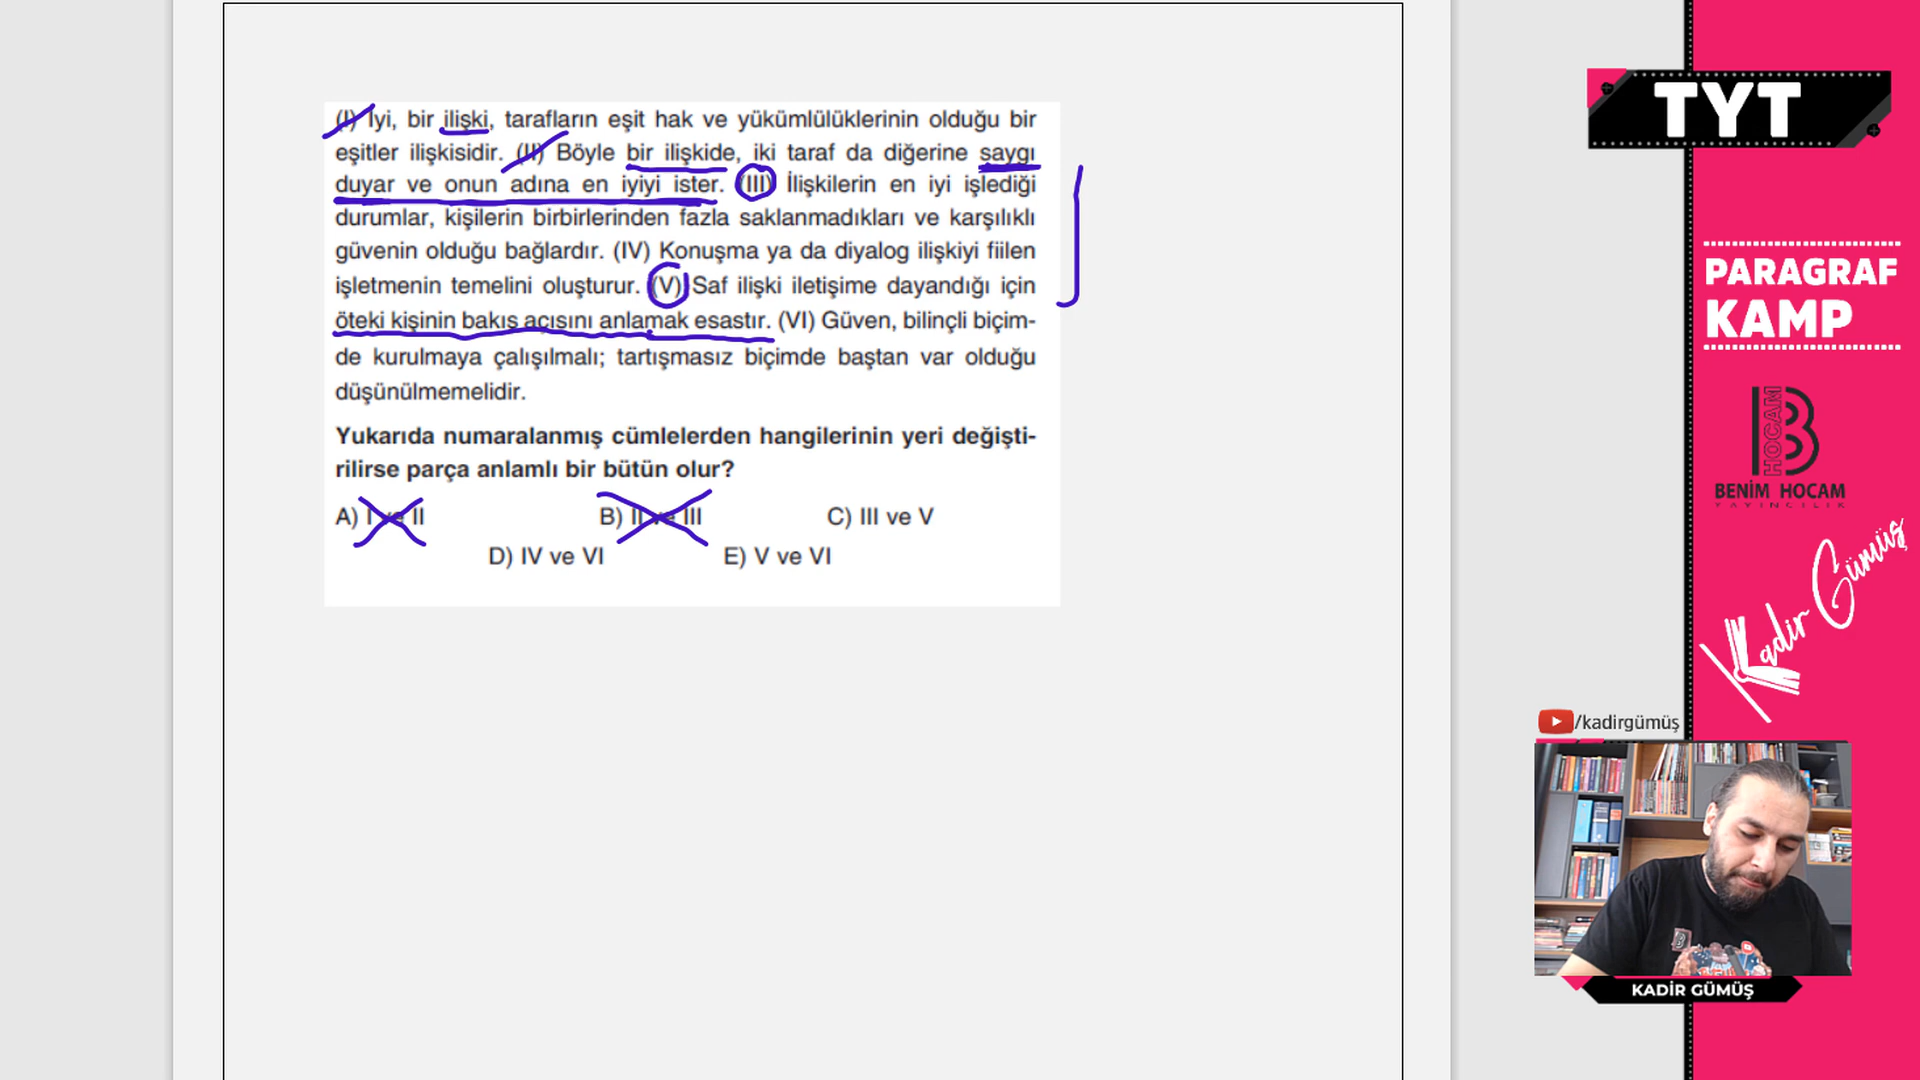 (I) İyi, bir ilişki, tarafların eşit hak ve yükümlülüklerinin olduğu bir
eşitler ilişkisidir. (II) Böyle bir ilişkide, iki taraf da diğerine saygı
duyar ve onun adına en iyiyi ister. (III) İlişkilerin en iyi işlediği
durumlar, kişilerin birbirlerinden fazla saklanmadıkları ve karşılıklı
güvenin olduğu bağlardır. (IV) Konuşma ya da diyalog ilişkiyi fiilen
işletmenin temelini oluşturur. (V) Saf ilişki iletişime dayandığı için
öteki kişinin bakış açısını anlamak esastır. (VI) Güven, bilinçli biçim-
de kurulmaya çalışılmalı; tartışmasız biçimde baştan var olduğu
düşünülmemelidir.
Yukarıda numaralanmış cümlelerden hangilerinin yeri değişti-
rilirse parça anlamlı bir bütün olur?
A) I ve II B) II ve III C) III ve V
D) IV ve VI E) V ve VI
TYT
PARAGRAF
KAMP
B HOCAM
BENİM HOCAM
YAYINCILIK
Kadir Gümüş
/kadirgümüş
KADİR GÜMÜŞ